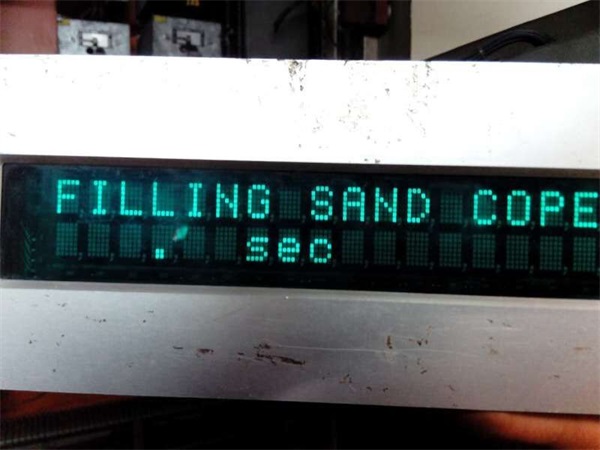 FILLING SAND COPE
. sec